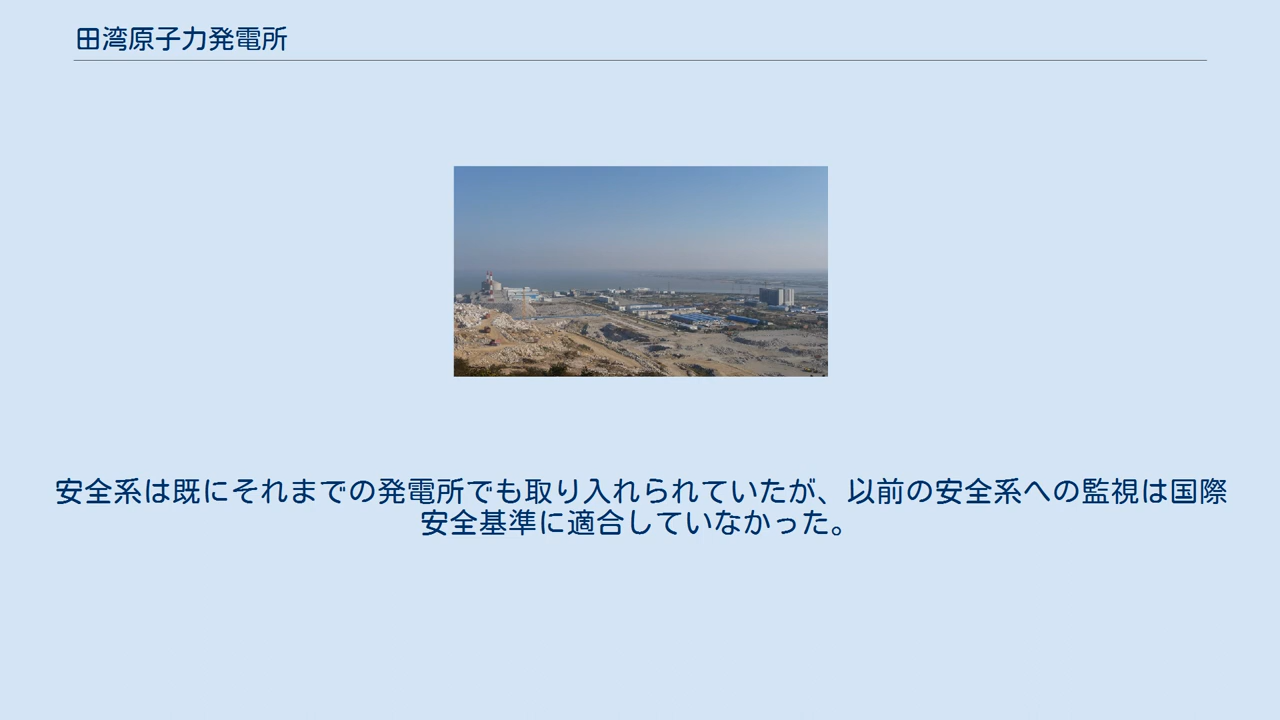 田湾原子力発電所
安全系は既にそれまでの発電所でも取り入れられていたが、以前の安全系への監視は国際
安全基準に適合していなかった。